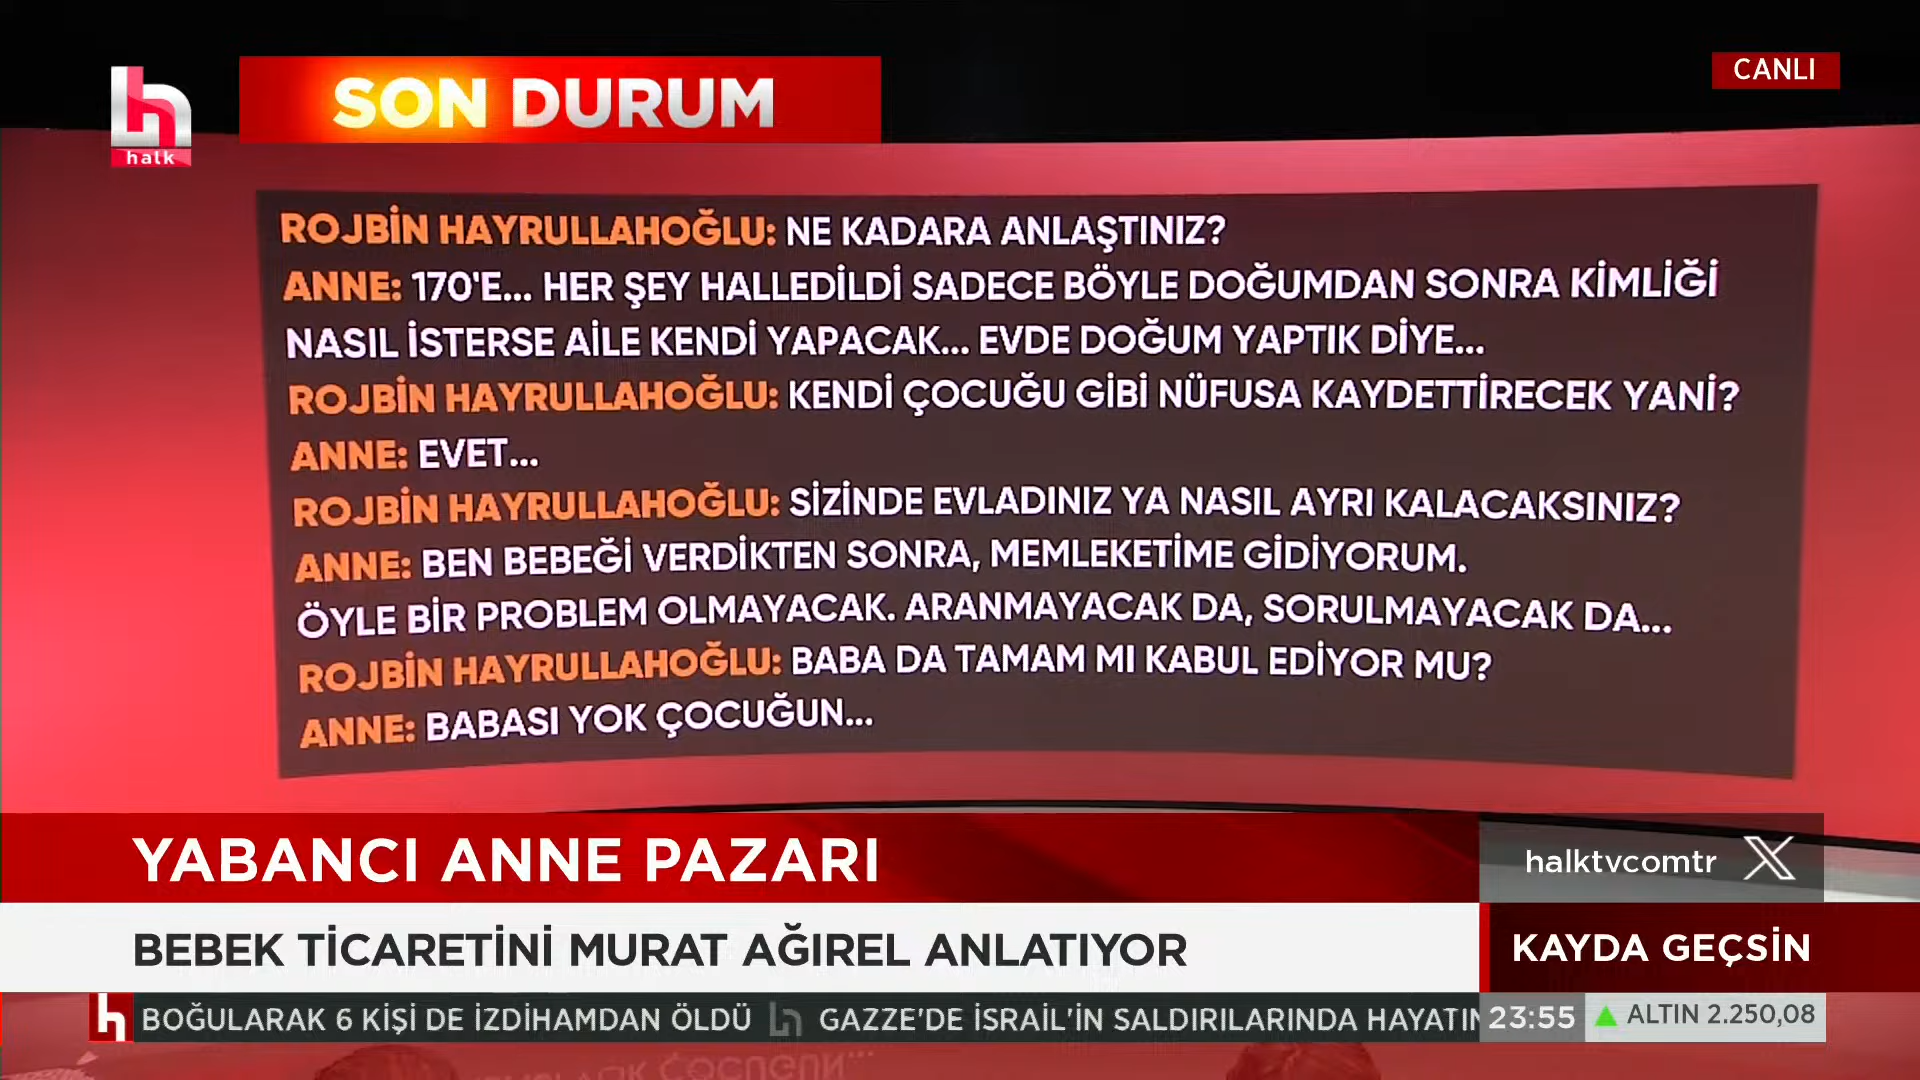 SON DURUM
CANLI
halk
ROJBİN HAYRULLAHOĞLU: NE KADARA ANLAŞTINIZ?
ANNE: 170'E... HER ŞEY HALLEDİLDİ SADECE BÖYLE DOĞUMDAN SONRA KİMLİĞİ
NASIL İSTERSE AİLE KENDİ YAPACAK... EVDE DOĞUM YAPTIK DİYE...
ROJBİN HAYRULLAHOĞLU: KENDİ ÇOCUĞU GİBİ NÜFUSA KAYDETTİRECEK YANİ?
ANNE: EVET...
ROJBİN HAYRULLAHOĞLU: SİZİNDE EVLADINIZ YA NASIL AYRI KALACAKSINIZ?
ANNE: BEN BEBEĞİ VERDİKTEN SONRA, MEMLEKETİME GİDİYORUM.
ÖYLE BİR PROBLEM OLMAYACAK. ARANMAYACAK DA, SORULMAYACAK DA...
ROJBİN HAYRULLAHOĞLU: BABA DA TAMAM MI KABUL EDİYOR MU?
ANNE: BABASI YOK ÇOCUĞUN...
YABANCI ANNE PAZARI
halktvcomtr X
BEBEK TİCARETİNİ MURAT AĞIREL ANLATIYOR
KAYDA GEÇSİN
BOĞULARAK 6 KİŞİ DE İZDİHAMDAN ÖLDÜ GAZZE'DE İSRAİL'İN SALDIRILARINDA HAYATIN 23:55 ALTIN 2.250,08